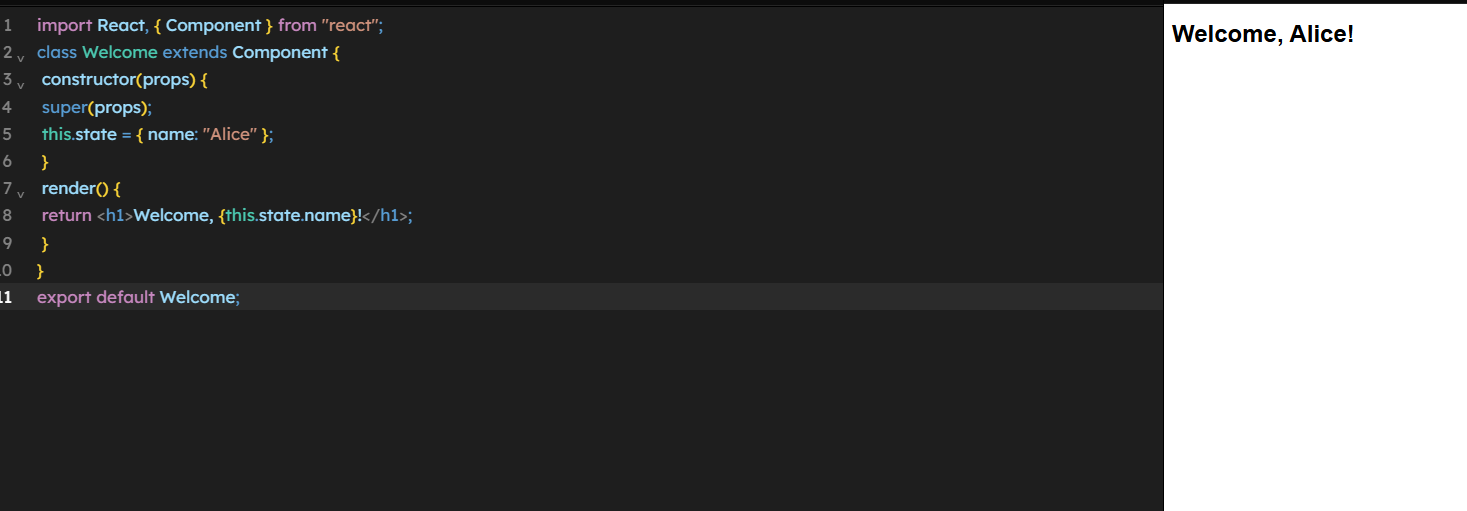 1 import React, { Component } from "react";
2 class Welcome extends Component {
3 constructor(props) {
4 super(props);
5 this.state = { name: "Alice" };
6 }
7 render() {
8 return <h1>Welcome, {this.state.name}!</h1>;
9 }
10 }
11 export default Welcome;
Welcome, Alice!